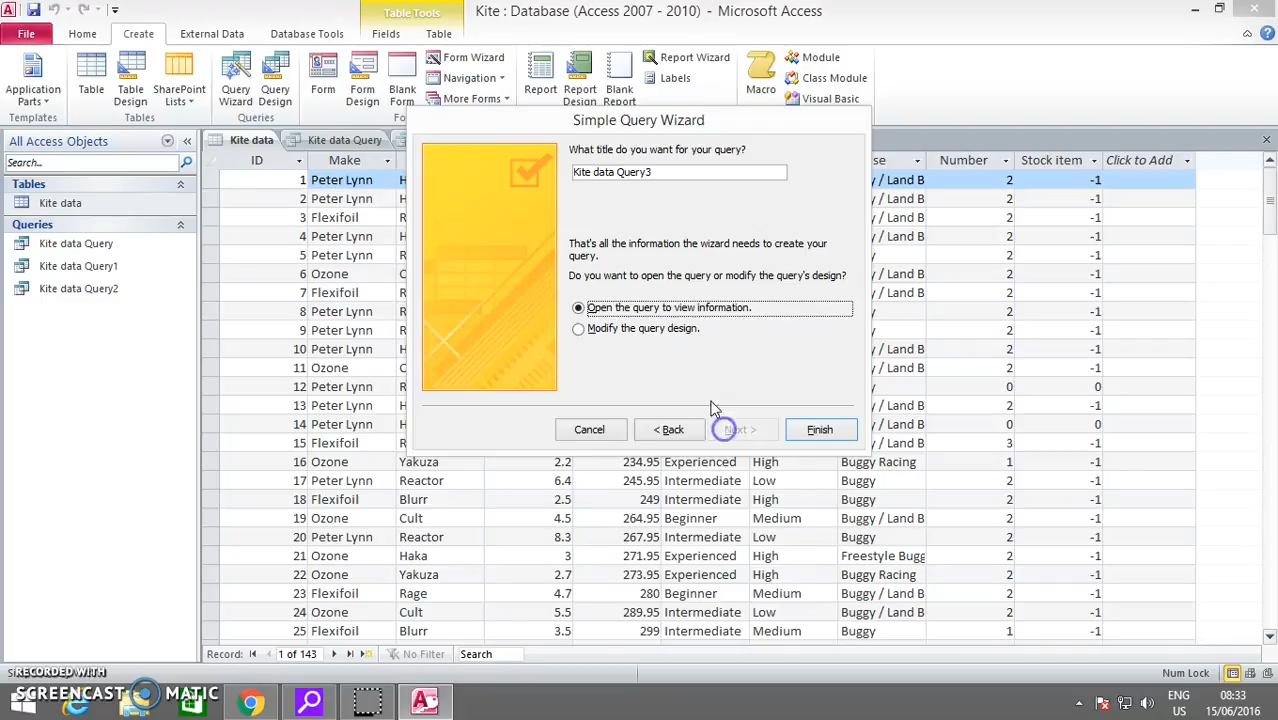 Table Tools
Kite : Database (Access 2007 - 2010) - Microsoft Access
File Home Create External Data Database Tools Fields Table
Application Parts Table Table Design SharePoint Lists Query Wizard Query Design Form Form Design Blank Form Form Wizard Navigation More Forms Report Report Design Blank Report Report Wizard Labels Macro Module Class Module Visual Basic
Templates Tables Queries
All Access Objects
Search...
Tables
Kite data
Queries
Kite data Query
Kite data Query1
Kite data Query2
Kite data Kite data Query
ID Make Number Stock item Click to Add
Simple Query Wizard
What title do you want for your query?
Kite data Query3
That's all the information the wizard needs to create your
query.
Do you want to open the query or modify the query's design?
Open the query to view information.
Modify the query design.
Cancel < Back Next > Finish
1 Peter Lynn H y / Land B 2 -1
2 Peter Lynn H y / Land B 2 -1
3 Flexifoil R y / Land B 2 -1
4 Peter Lynn H y / Land B 2 -1
5 Peter Lynn R y 2 -1
6 Ozone C y / Land B 2 -1
7 Flexifoil R y / Land B 2 -1
8 Peter Lynn R y 2 -1
9 Peter Lynn R y 2 -1
10 Peter Lynn H y / Land B 2 -1
11 Ozone C y / Land B 2 -1
12 Peter Lynn R y 0 0
13 Peter Lynn H y / Land B 2 -1
14 Peter Lynn R y 0 0
15 Flexifoil R y / Land B 3 -1
16 Ozone Yakuza 2.2 234.95 Experienced High Buggy Racing 1 -1
17 Peter Lynn Reactor 6.4 245.95 Intermediate Low Buggy 2 -1
18 Flexifoil Blurr 2.5 249 Intermediate High Buggy 2 -1
19 Ozone Cult 4.5 264.95 Beginner Medium Buggy / Land B 2 -1
20 Peter Lynn Reactor 8.3 267.95 Intermediate Low Buggy 2 -1
21 Ozone Haka 3 271.95 Experienced High Freestyle Bugg 2 -1
22 Ozone Yakuza 2.7 273.95 Experienced High Buggy Racing 2 -1
23 Flexifoil Rage 4.7 280 Beginner Medium Buggy / Land B 2 -1
24 Ozone Cult 5.5 289.95 Intermediate Low Buggy / Land B 2 -1
25 Flexifoil Blurr 3.5 299 Intermediate Medium Buggy 1 -1
Record: 1 of 143 No Filter Search
Num Lock
RECORDED WITH
SCREENCAST MATIC
ENG
US
08:33
15/06/2016